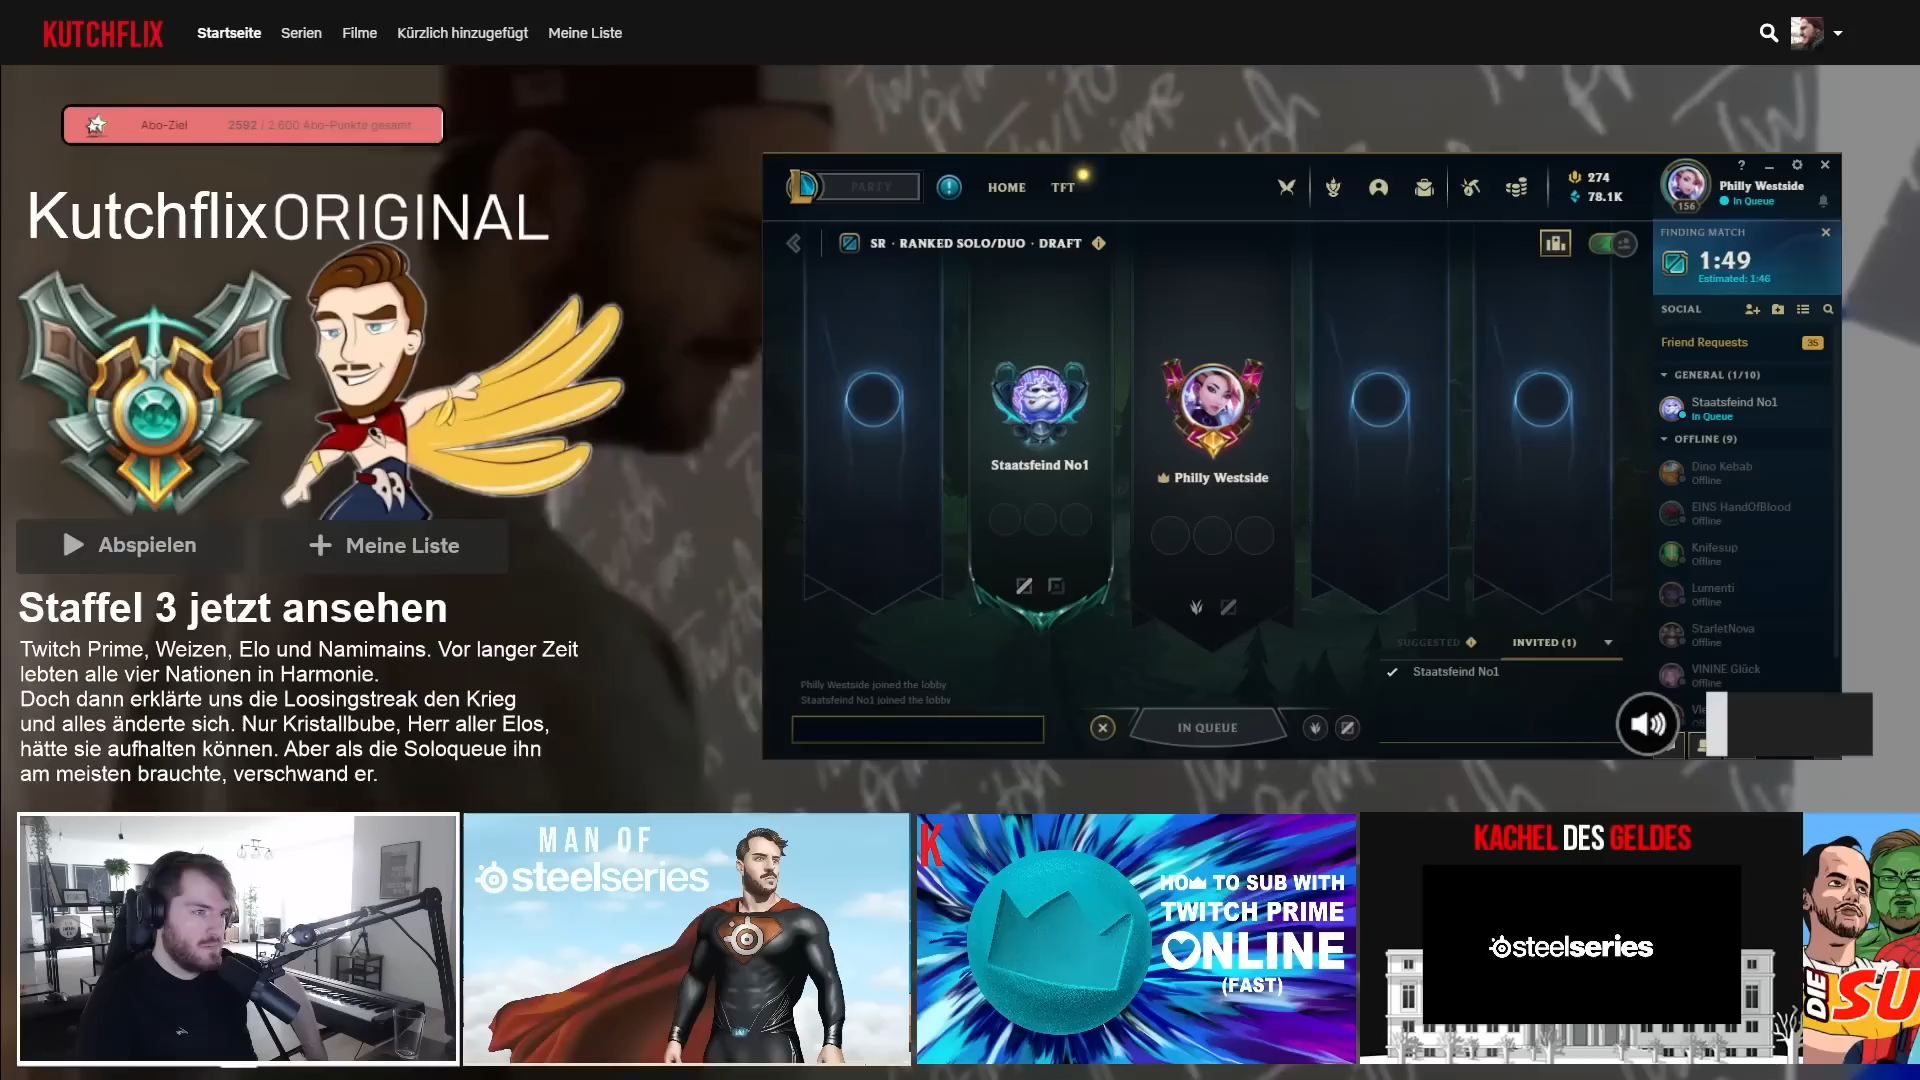 KUTCHFLIX
Startseite
Serien
Filme
Kürzlich hinzugefügt
Meine Liste
Abo-Ziel
2592 / 2.600 Abo-Punkte gesamt
KutchflixORIGINAL
Abspielen
Meine Liste
Staffel 3 jetzt ansehen
Twitch Prime, Weizen, Elo und Namimains. Vor langer Zeit
lebten alle vier Nationen in Harmonie.
Doch dann erklärte uns die Loosingstreak den Krieg
und alles änderte sich. Nur Kristallbube, Herr aller Elos,
hätte sie aufhalten können. Aber als die Soloqueue ihn
am meisten brauchte, verschwand er.
PARTY
HOME
TFT
274
78.1K
156
Philly Westside
In Queue
SR · RANKED SOLO/DUO · DRAFT
FINDING MATCH
1:49
Estimated: 1:46
SOCIAL
Friend Requests
35
GENERAL (1/10)
Staatsfeind No1
In Queue
OFFLINE (9)
Dino Kebab
Offline
EINS HandOfBlood
Offline
Knifesup
Offline
Lumenti
Offline
StarletNova
Offline
VININE Glück
Offline
Staatsfeind No1
Philly Westside
SUGGESTED
INVITED (1)
Staatsfeind No1
Philly Westside joined the lobby
Staatsfeind No1 joined the lobby
IN QUEUE
MAN OF
steelseries
K
HOW TO SUB WITH
TWITCH PRIME
ONLINE
(FAST)
KACHEL DES GELDES
steelseries
DIE
SU